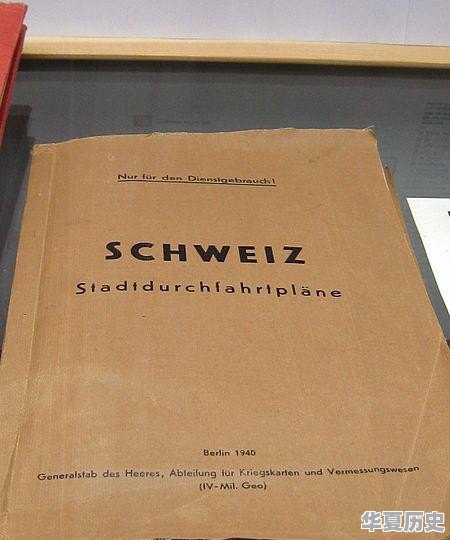 Nur für den Dienstgebrauch!
SCHWEIZ
Stadtdurchfahrtpläne
Berlin 1940
Generalstab des Heeres, Abteilung für Kriegskarten und Vermessungswesen
(IV-Mil. Geo)
华夏历史